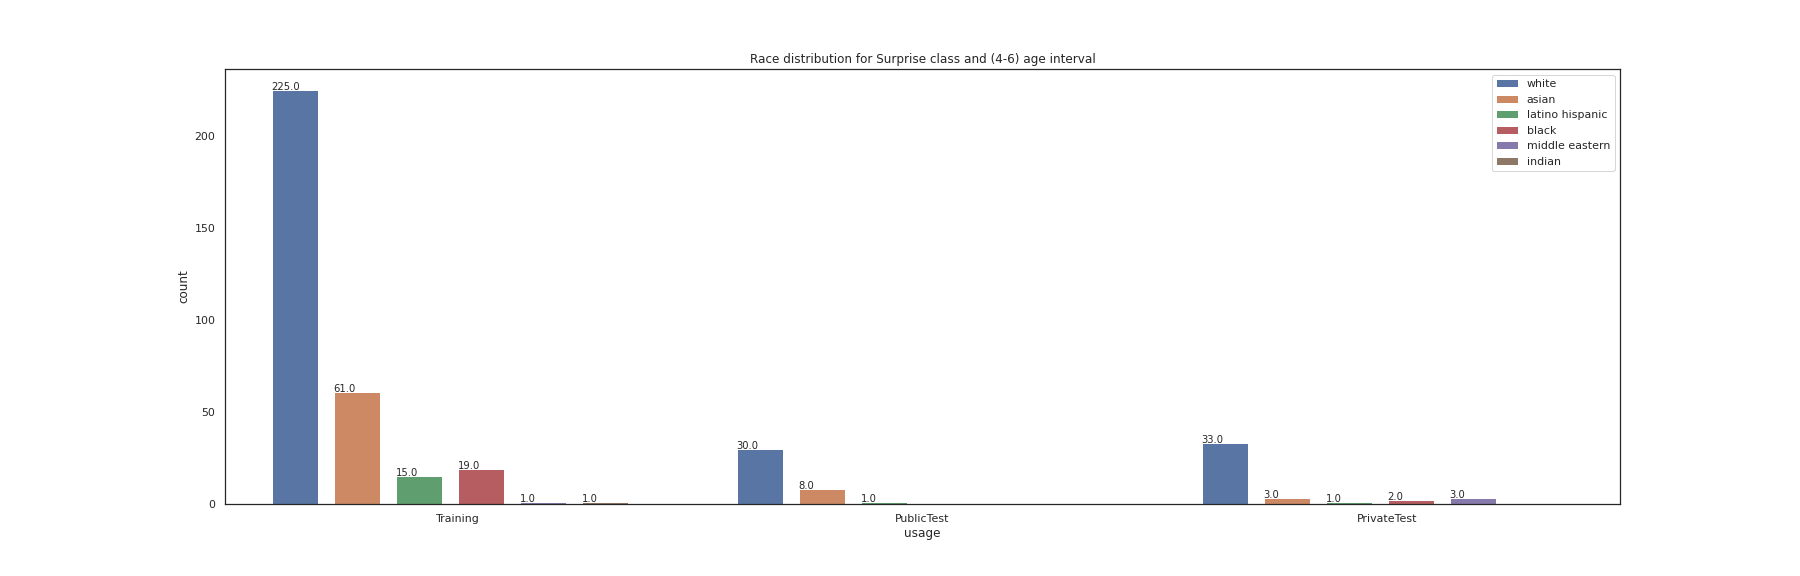 Race distribution for Surprise class and (4-6) age interval
225.0
white
asian
latino hispanic
black
middle eastern
indian
200
150
count
100
61.0
50
30.0
33.0
19.0
15.0
8.0
1.0
1.0
1.0
3.0
1.0
2.0
3.0
0
Training
PublicTest
PrivateTest
usage